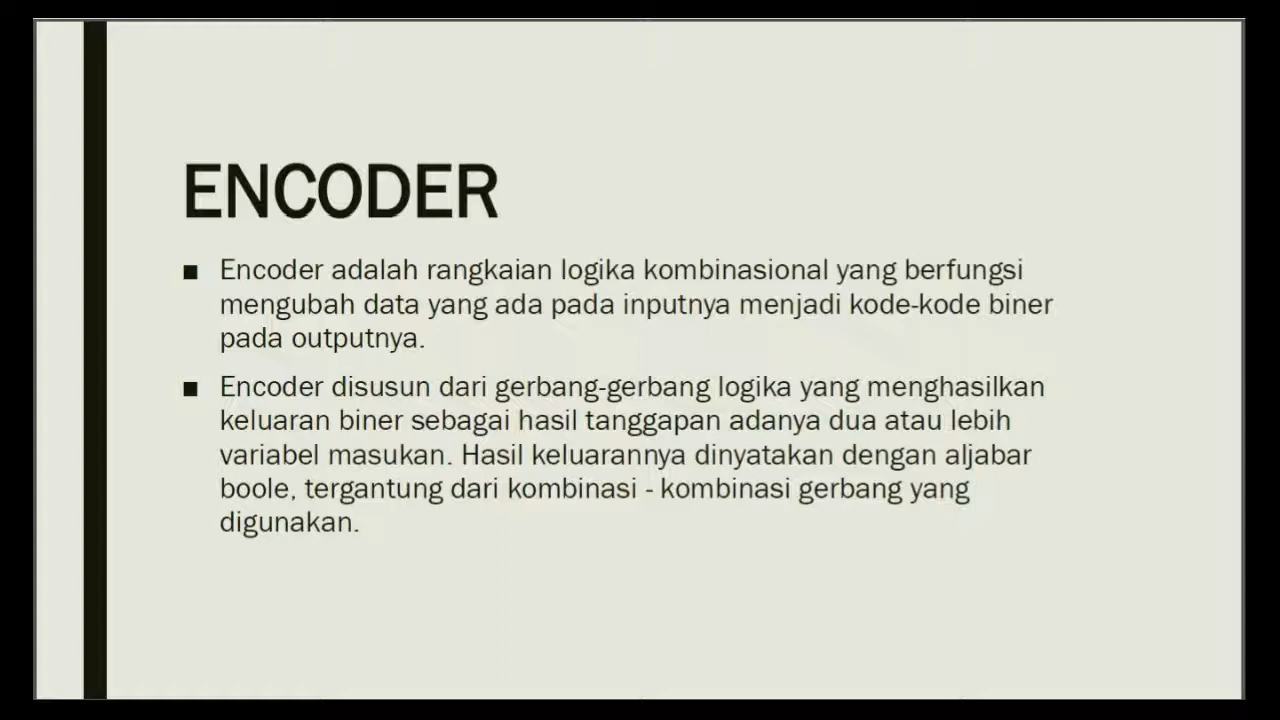 ENCODER
■ Encoder adalah rangkaian logika kombinasional yang berfungsi
mengubah data yang ada pada inputnya menjadi kode-kode biner
pada outputnya.
■ Encoder disusun dari gerbang-gerbang logika yang menghasilkan
keluaran biner sebagai hasil tanggapan adanya dua atau lebih
variabel masukan. Hasil keluarannya dinyatakan dengan aljabar
boole, tergantung dari kombinasi - kombinasi gerbang yang
digunakan.